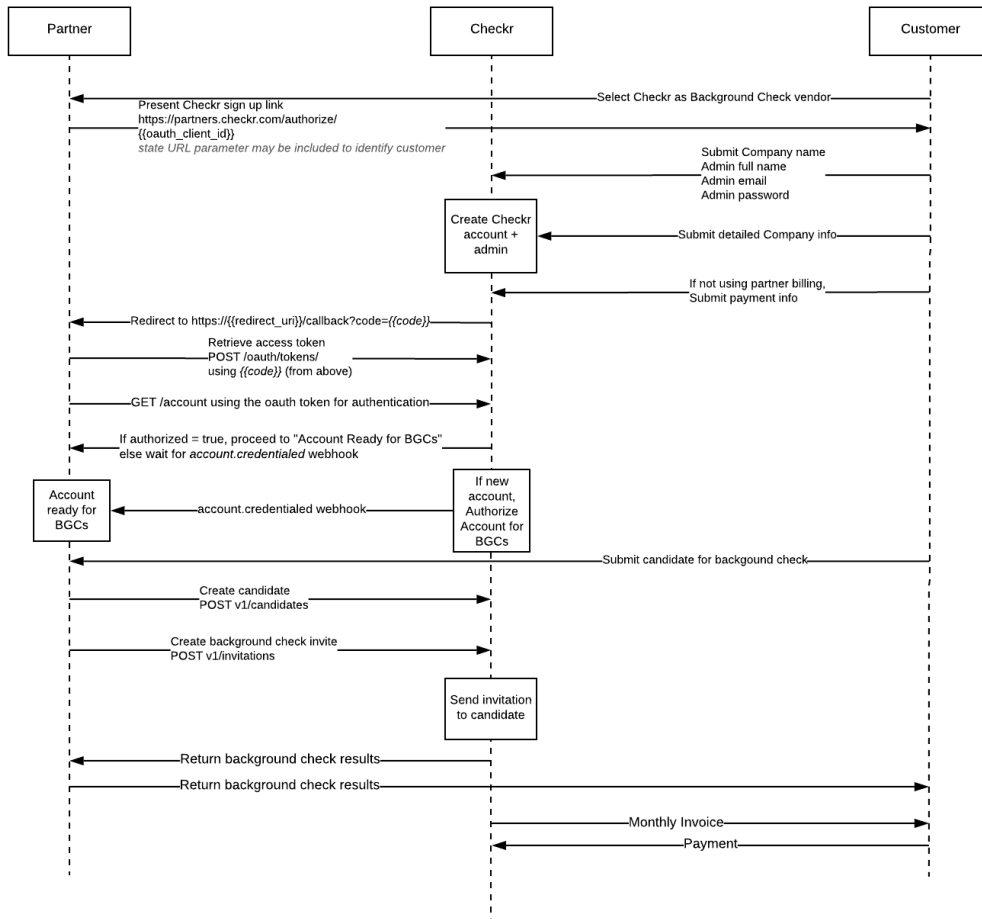 Partner
Checkr
Customer
Select Checkr as Background Check vendor
Present Checkr sign up link
https://partners.checkr.com/authorize/
{{oauth_client_id}}
state URL parameter may be included to identify customer
Submit Company name
Admin full name
Admin email
Admin password
Create Checkr
account +
admin
Submit detailed Company info
If not using partner billing,
Submit payment info
Redirect to https://{{redirect_uri}}/callback?code={{code}}
Retrieve access token
POST /oauth/tokens/
using {{code}} (from above)
GET /account using the oauth token for authentication
If authorized = true, proceed to "Account Ready for BGCs"
else wait for account.credentialed webhook
Account
ready for
BGCs
account.credentialed webhook
If new
account,
Authorize
Account for
BGCs
Submit candidate for backgound check
Create candidate
POST v1/candidates
Create background check invite
POST v1/invitations
Send invitation
to candidate
Return background check results
Return background check results
Monthly Invoice
Payment